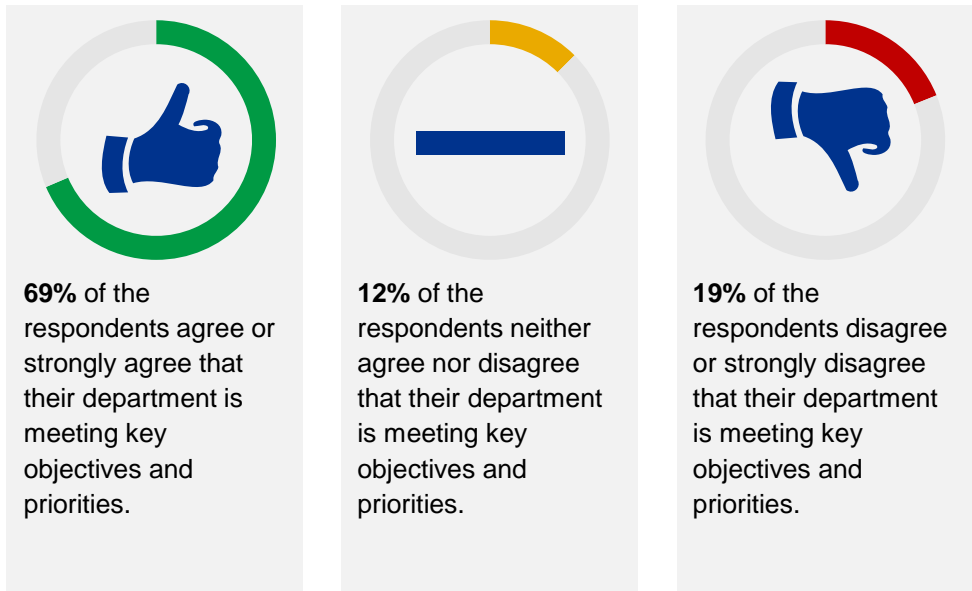 69% of the
respondents agree or
strongly agree that
their department is
meeting key
objectives and
priorities.
12% of the
respondents neither
agree nor disagree
that their department
is meeting key
objectives and
priorities.
19% of the
respondents disagree
or strongly disagree
that their department
is meeting key
objectives and
priorities.